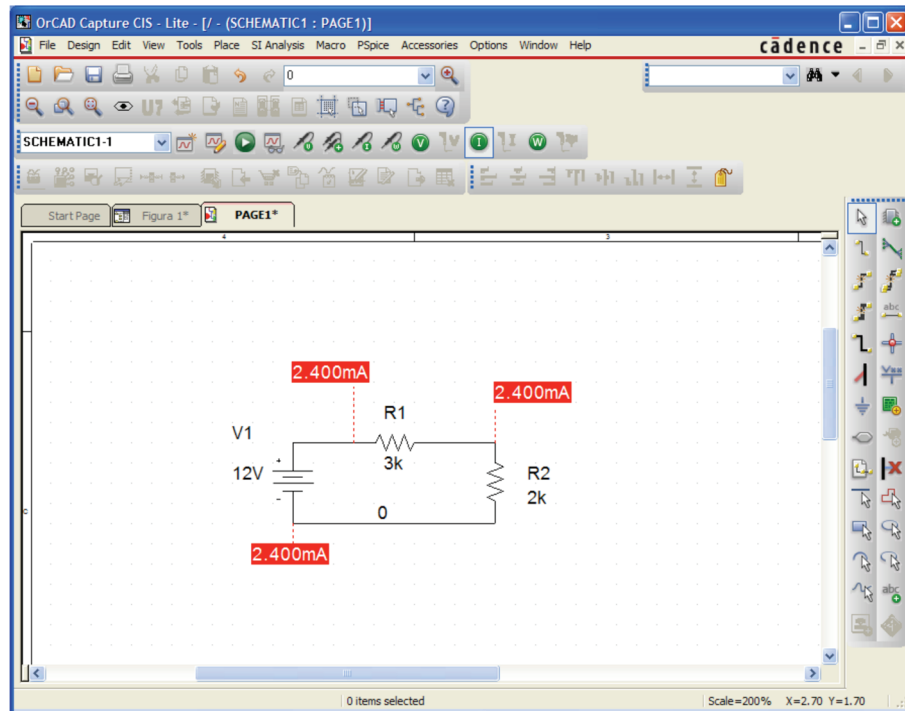 OrCAD Capture CIS - Lite - [/ - (SCHEMATIC1 : PAGE1)]
File Design Edit View Tools Place SI Analysis Macro PSpice Accessories Options Window Help
cādence
0
U?
SCHEMATIC1-1
V V I I W
Start Page Figura 1* PAGE1*
4 3
abc
2.400mA
2.400mA
R1
V1
3k
12V
R2
2k
0
2.400mA
C
abc
0 items selected Scale=200% X=2.70 Y=1.70